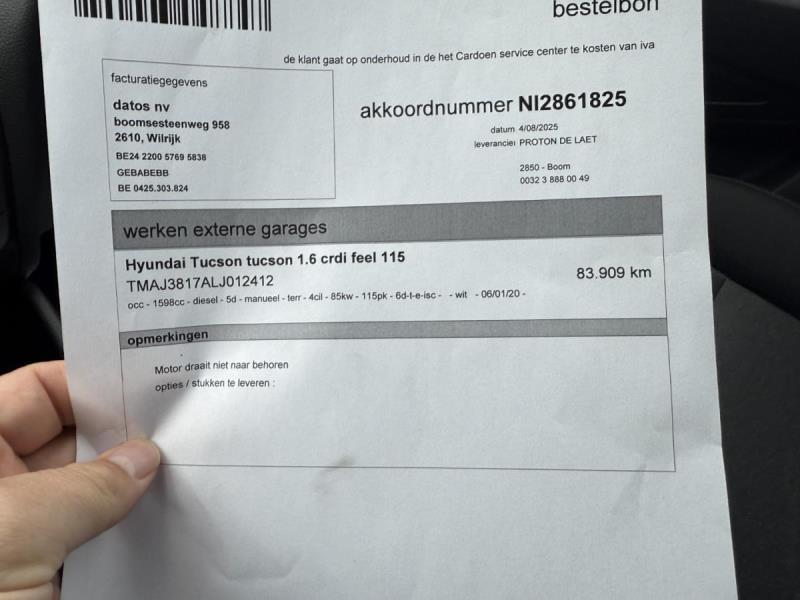 bestelbon
de klant gaat op onderhoud in de het Cardoen service center te kosten van iva
facturatiegegevens
datos nv
boomsesteenweg 958
2610, Wilrijk
BE24 2200 5769 5838
GEBABEBB
BE 0425.303.824
akkoordnummer NI2861825
datum 4/08/2025
leverancier PROTON DE LAET
2850 - Boom
0032 3 888 00 49
werken externe garages
Hyundai Tucson tucson 1.6 crdi feel 115
TMAJ3817ALJ012412
83.909 km
occ - 1598cc - diesel - 5d - manueel - terr - 4cil - 85kw - 115pk - 6d-t-e-isc - - wit - 06/01/20 -
opmerkingen
Motor draait niet naar behoren
opties / stukken te leveren :